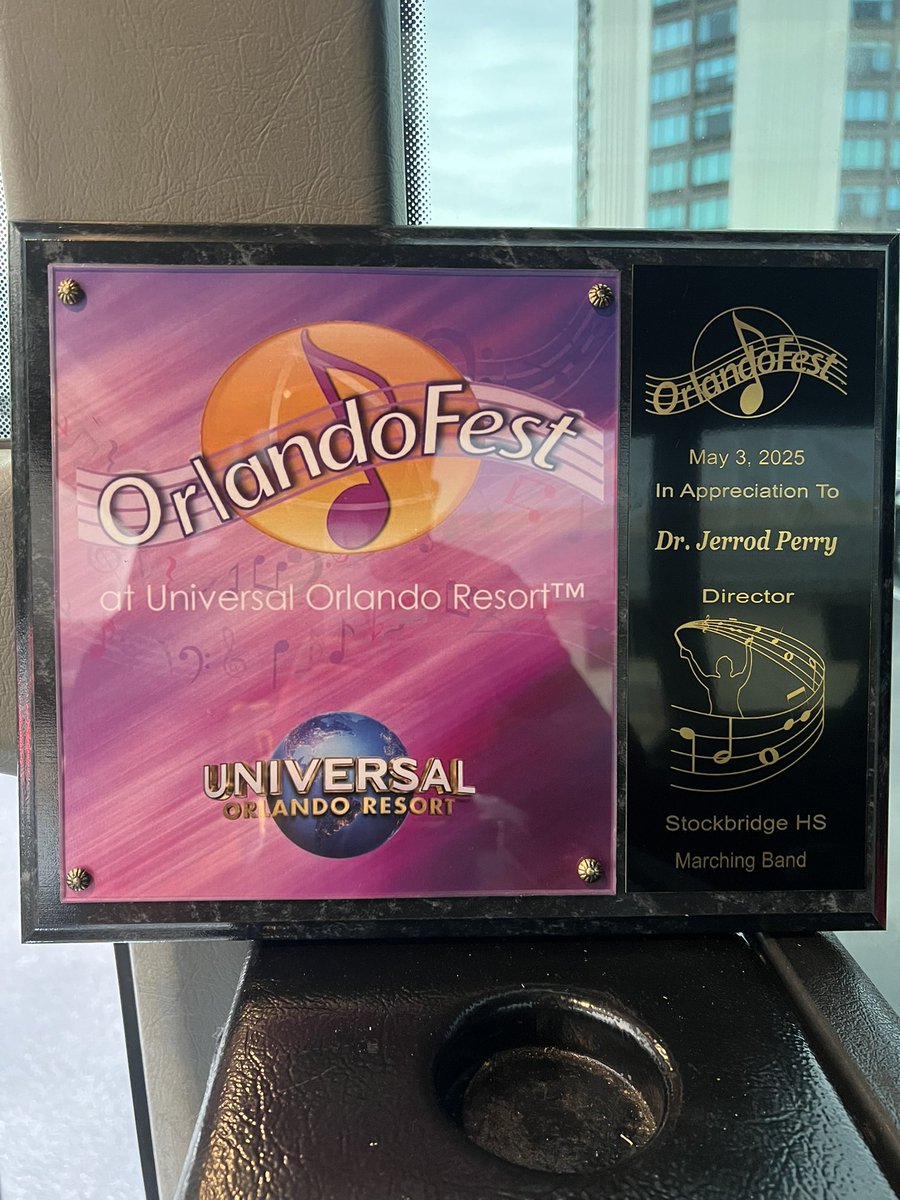 OrlandoFest
at Universal Orlando Resort™
UNIVERSAL
ORLANDO RESORT
OrlandoFest
May 3, 2025
In Appreciation To
Dr. Jerrod Perry
Director
Stockbridge HS
Marching Band